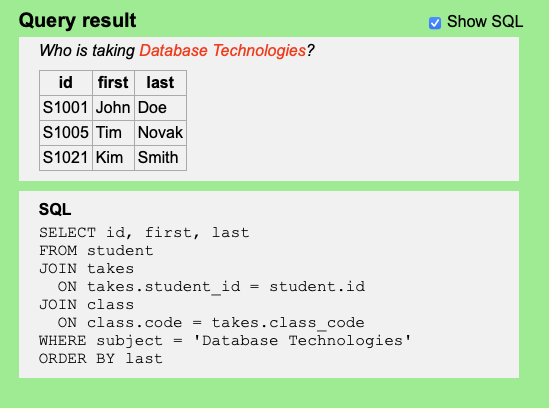 Query result
Show SQL
Who is taking Database Technologies?
id first last
S1001 John Doe
S1005 Tim Novak
S1021 Kim Smith
SQL
SELECT id, first, last
FROM student
JOIN takes
  ON takes.student_id = student.id
JOIN class
  ON class.code = takes.class_code
WHERE subject = 'Database Technologies'
ORDER BY last